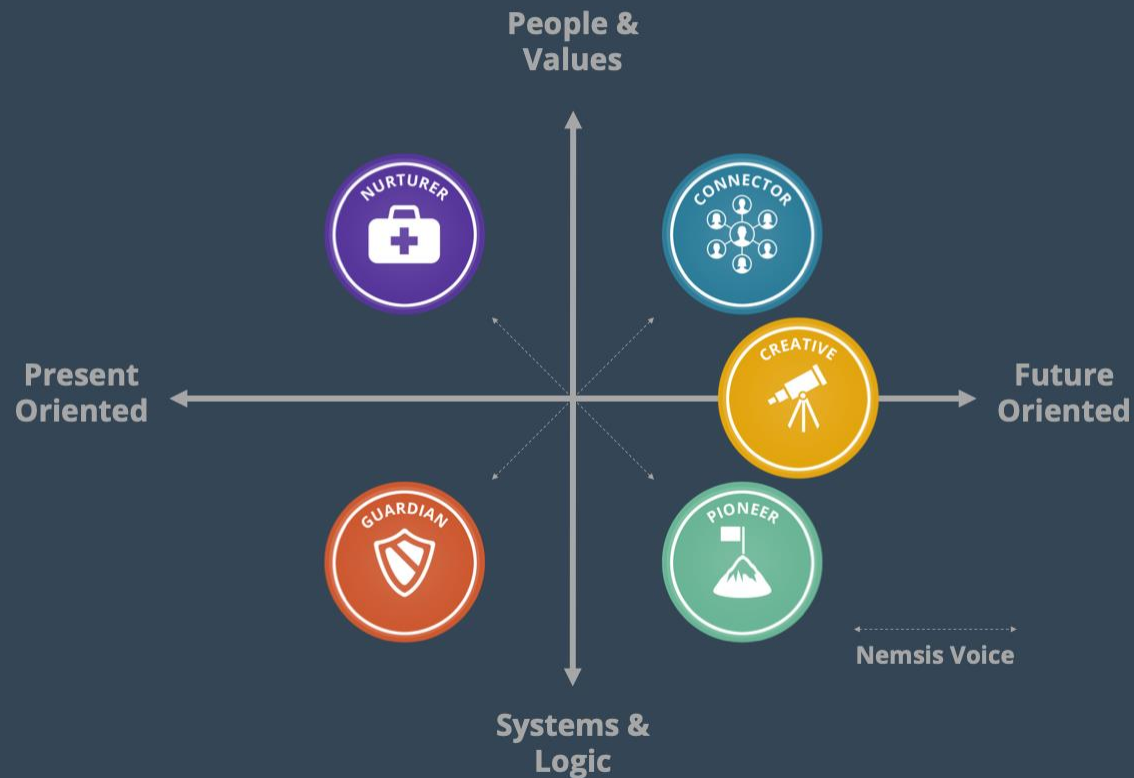 People &
Values
NURTURER
CONNECTOR
CREATIVE
Present
Oriented
Future
Oriented
GUARDIAN
PIONEER
Nemsis Voice
Systems &
Logic